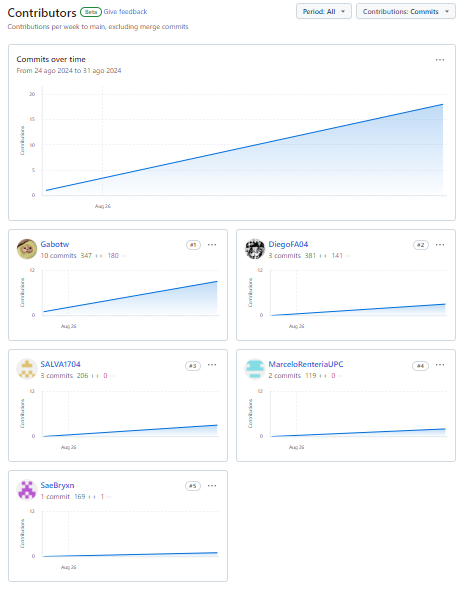 Contributors Beta Give feedback
Period: All
Contributions: Commits
Contributions per week to main, excluding merge commits
Commits over time
From 24 ago 2024 to 31 ago 2024
20
15
10
5
0
Contributions
Aug 26
Gabotw #1
10 commits 347 ++ 180 --
12
0
Contributions
Aug 26
DiegoFA04 #2
3 commits 381 ++ 141 --
12
0
Contributions
Aug 26
SALVA1704 #3
3 commits 206 ++ 0 --
12
0
Contributions
Aug 26
MarceloRenteriaUPC #4
2 commits 119 ++ 0 --
12
0
Contributions
Aug 26
SaeBryxn #5
1 commit 169 ++ 1 --
12
0
Contributions
Aug 26